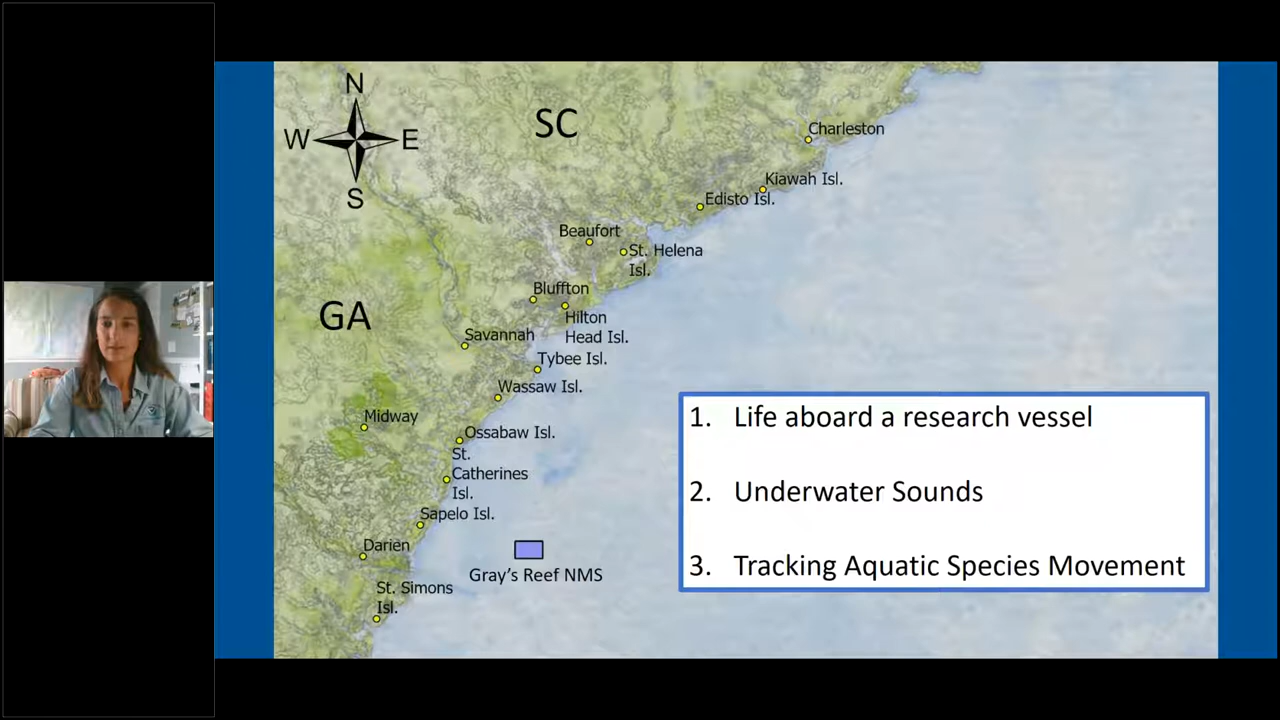 N
W E
S
SC
GA
Charleston
Kiawah Isl.
Edisto Isl.
Beaufort
St. Helena
Isl.
Bluffton
Hilton
Head Isl.
Savannah
Tybee Isl.
Wassaw Isl.
Midway
Ossabaw Isl.
St.
Catherines
Isl.
Sapelo Isl.
Darien
Gray's Reef NMS
St. Simons
Isl.
1. Life aboard a research vessel
2. Underwater Sounds
3. Tracking Aquatic Species Movement